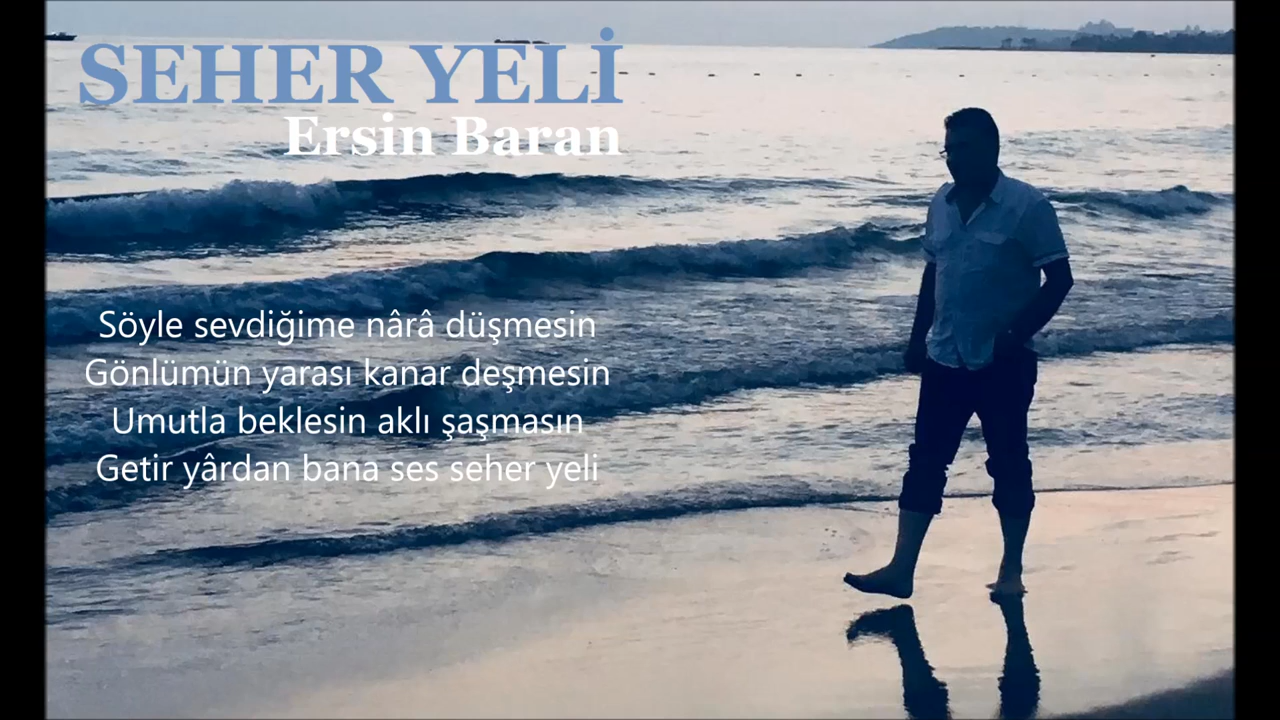 SEHER YELİ
Ersin Baran
Söyle sevdiğime nârâ düşmesin
Gönlümün yarası kanar deşmesin
Umutla beklesin aklı şaşmasın
Getir yârdan bana ses seher yeli